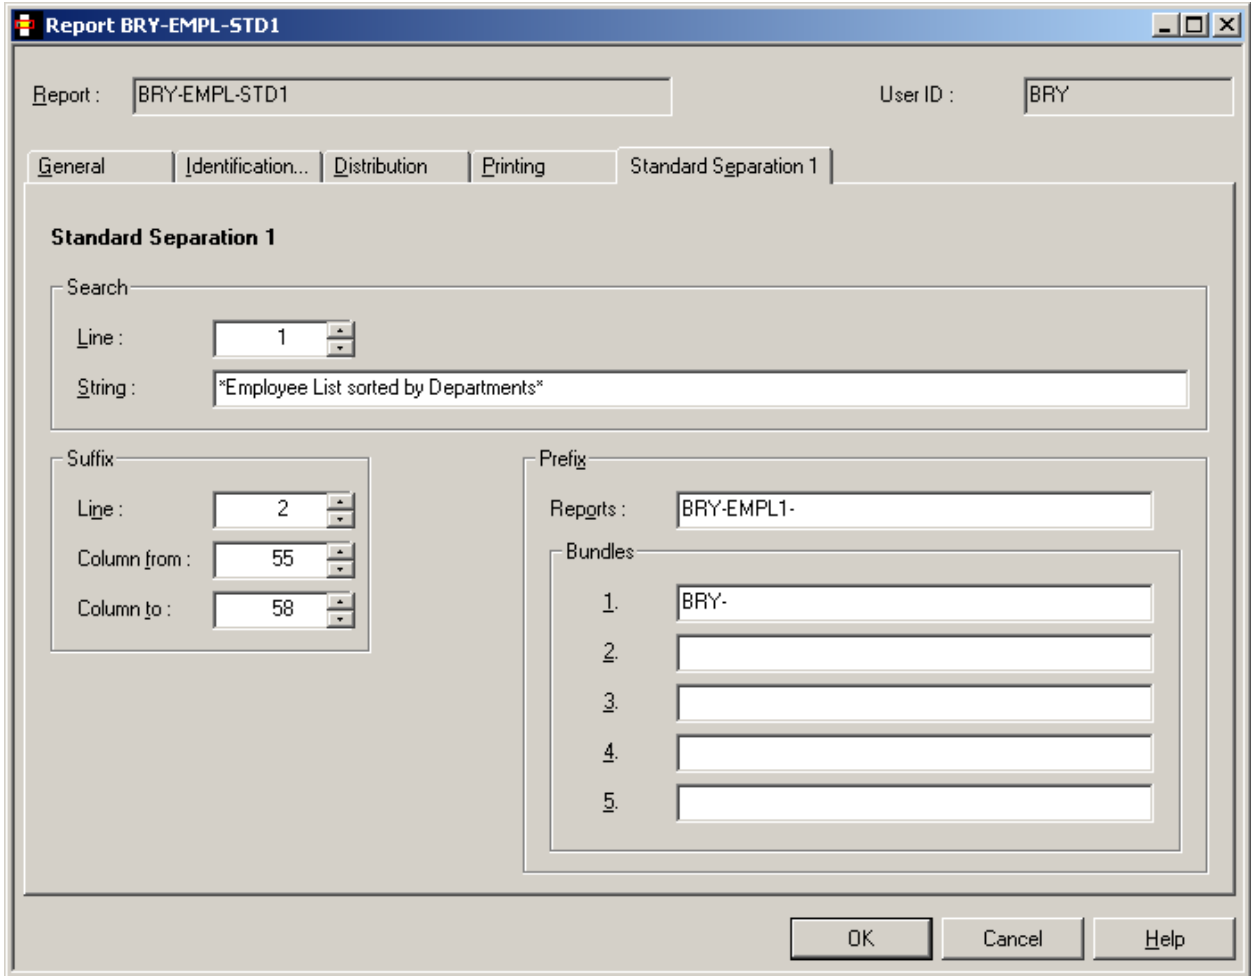 Report BRY-EMPL-STD1
Report : BRY-EMPL-STD1 User ID : BRY
General Identification... Distribution Printing Standard Separation 1
Standard Separation 1
Search
Line : 1
String : *Employee List sorted by Departments*
Suffix
Line : 2
Column from : 55
Column to : 58
Prefix
Reports : BRY-EMPL1-
Bundles
1. BRY-
2.
3.
4.
5.
OK Cancel Help